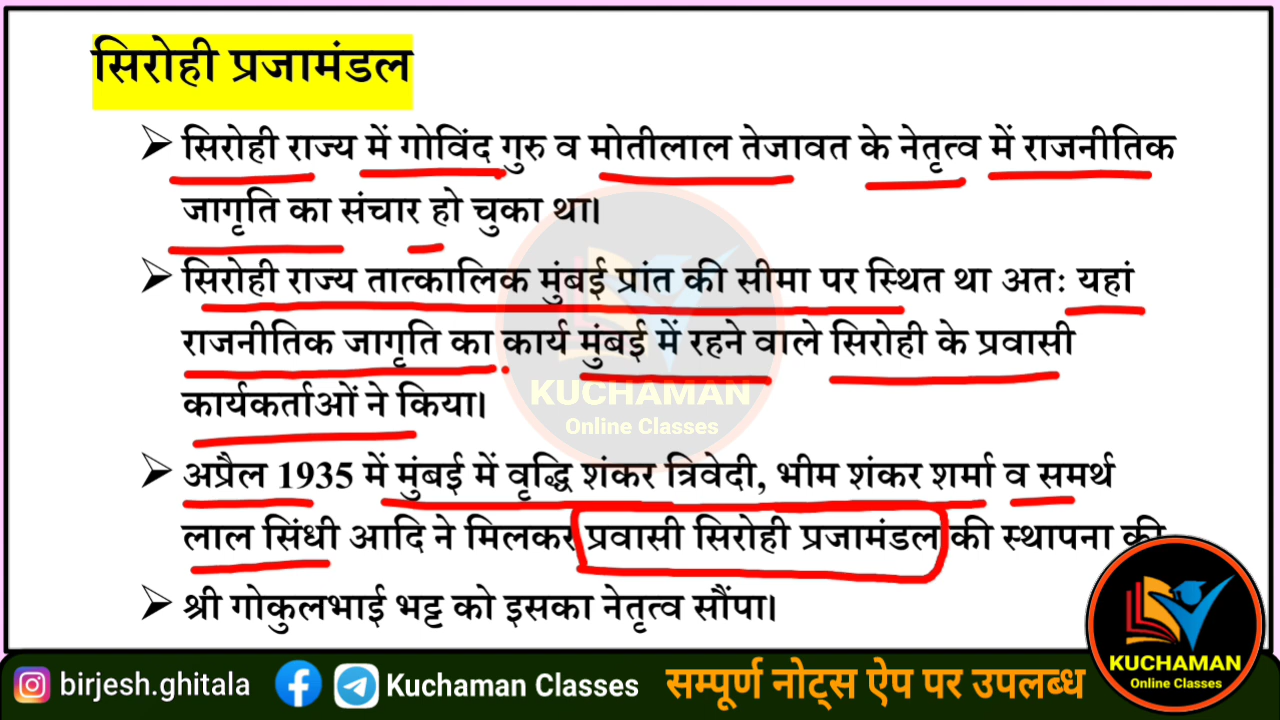 सिरोही प्रजामंडल
➢ सिरोही राज्य में गोविंद गुरु व मोतीलाल तेजावत के नेतृत्व में राजनीतिक
जागृति का संचार हो चुका था।
➢ सिरोही राज्य तात्कालिक मुंबई प्रांत की सीमा पर स्थित था अतः यहां
राजनीतिक जागृति का कार्य मुंबई में रहने वाले सिरोही के प्रवासी
कार्यकर्ताओं ने किया।
KUCHAMAN
Online Classes
➢ अप्रैल 1935 में मुंबई में वृद्धि शंकर त्रिवेदी, भीम शंकर शर्मा व समर्थ
लाल सिंधी आदि ने मिलकर प्रवासी सिरोही प्रजामंडल की स्थापना की
➢ श्री गोकुलभाई भट्ट को इसका नेतृत्व सौंपा।
KUCHAMAN
Online Classes
birjesh.ghitala Kuchaman Classes सम्पूर्ण नोट्स ऐप पर उपलब्ध